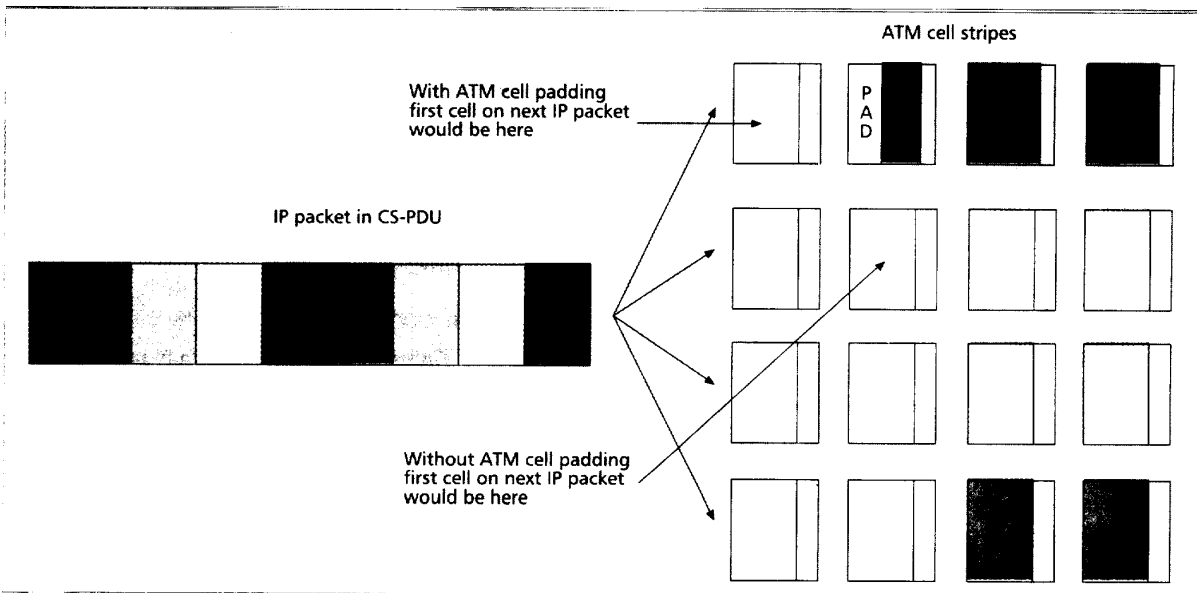 ATM cell stripes
With ATM cell padding
first cell on next IP packet
would be here
PAD
IP packet in CS-PDU
Without ATM cell padding
first cell on next IP packet
would be here